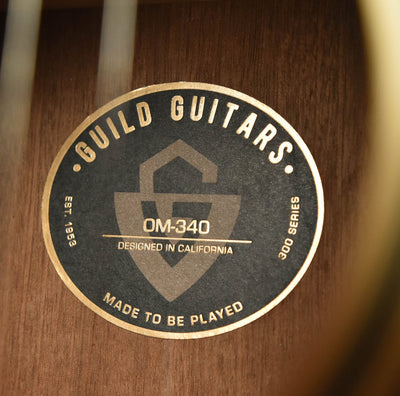 • GUILD GUITARS •
EST. 1953
300 SERIES
OM-340
DESIGNED IN CALIFORNIA
MADE TO BE PLAYED